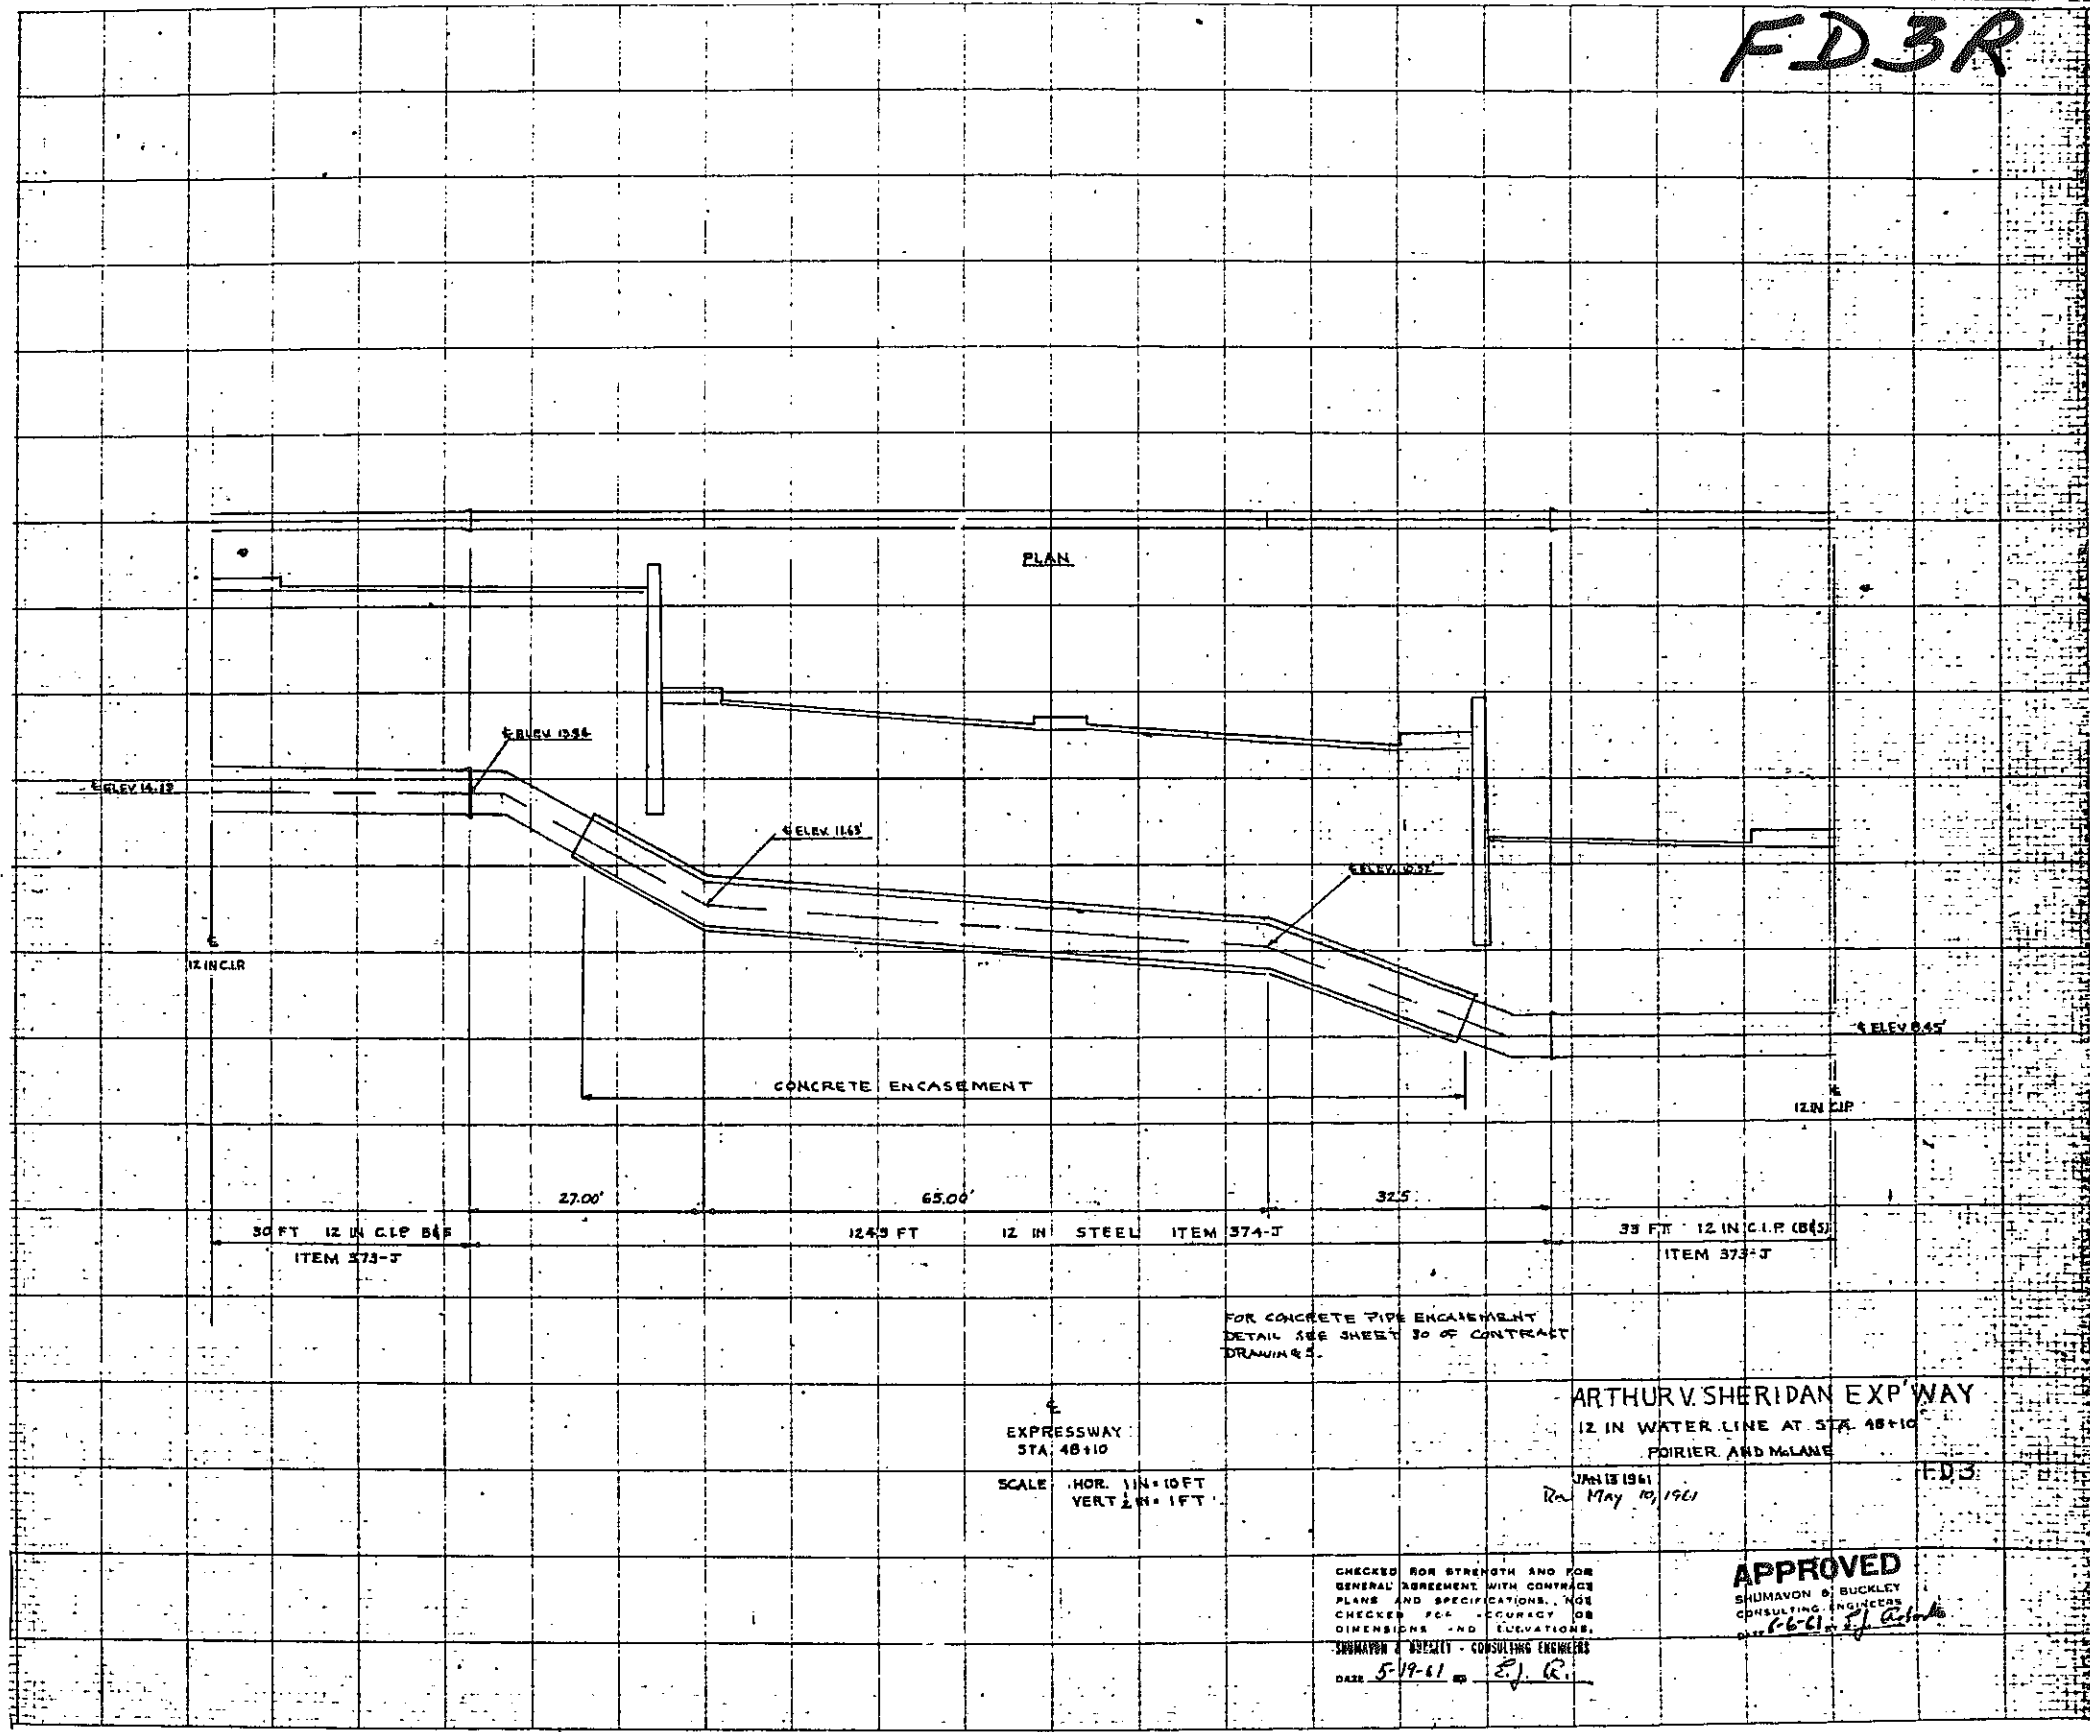 FD3R
PLAN
℄ ELEV 14.19
℄ ELEV 11.63'
℄ ELEV. 10.52'
℄ ELEV 8.45'
℄
12 IN C.I.P.
℄
12 IN C.I.P.
CONCRETE ENCASEMENT
27.00' 65.00' 32.5
30 FT 12 IN C.I.P. B&S 124.5 FT 12 IN STEEL ITEM 374-J 33 FT 12 IN C.I.P. (B&S)
ITEM 373-J ITEM 373-J
FOR CONCRETE PIPE ENCASEMENT
DETAIL SEE SHEET 30 OF CONTRACT
DRAWINGS.
℄
EXPRESSWAY
STA. 48+10
SCALE HOR. 1 IN = 10 FT
VERT ½ IN = 1 FT
ARTHUR V. SHERIDAN EXP'WAY
12 IN WATER LINE AT STA. 48+10
POIRIER AND McLANE
JAN 13 1961
Rev May 10, 1961
F.D.3
CHECKED FOR STRENGTH AND FOR
GENERAL AGREEMENT WITH CONTRACT
PLANS AND SPECIFICATIONS. NOT
CHECKED FOR ACCURACY OR
DIMENSIONS AND ELEVATIONS.
SHUMAVON & BUCKLEY - CONSULTING ENGINEERS
DATE 5-19-61 E.J. R.
APPROVED
SHUMAVON & BUCKLEY
CONSULTING ENGINEERS
DATE 6-6-61 E.J.